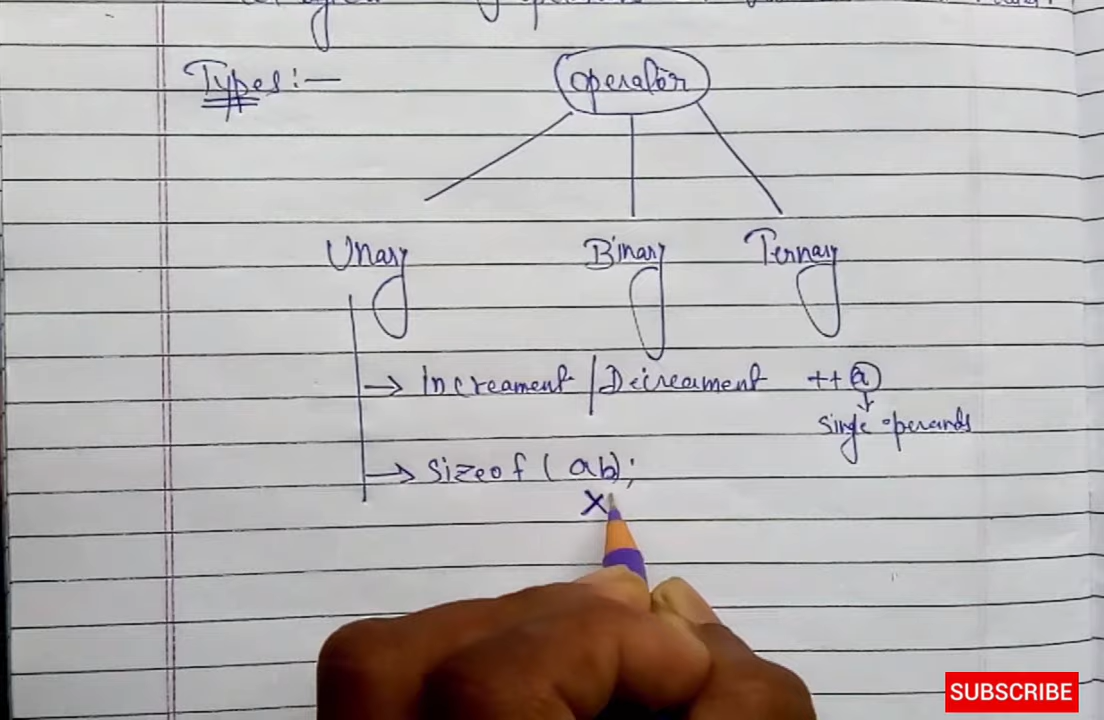 Types:—
operator
Unary Binary Ternary
→ Increament / Decreament ++a
single operands
→ Sizeof (ab);
X
SUBSCRIBE